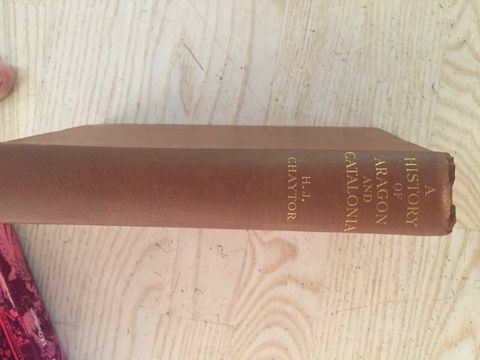 A
HISTORY
OF
ARAGON
AND
CATALONIA
H. J.
CHAYTOR